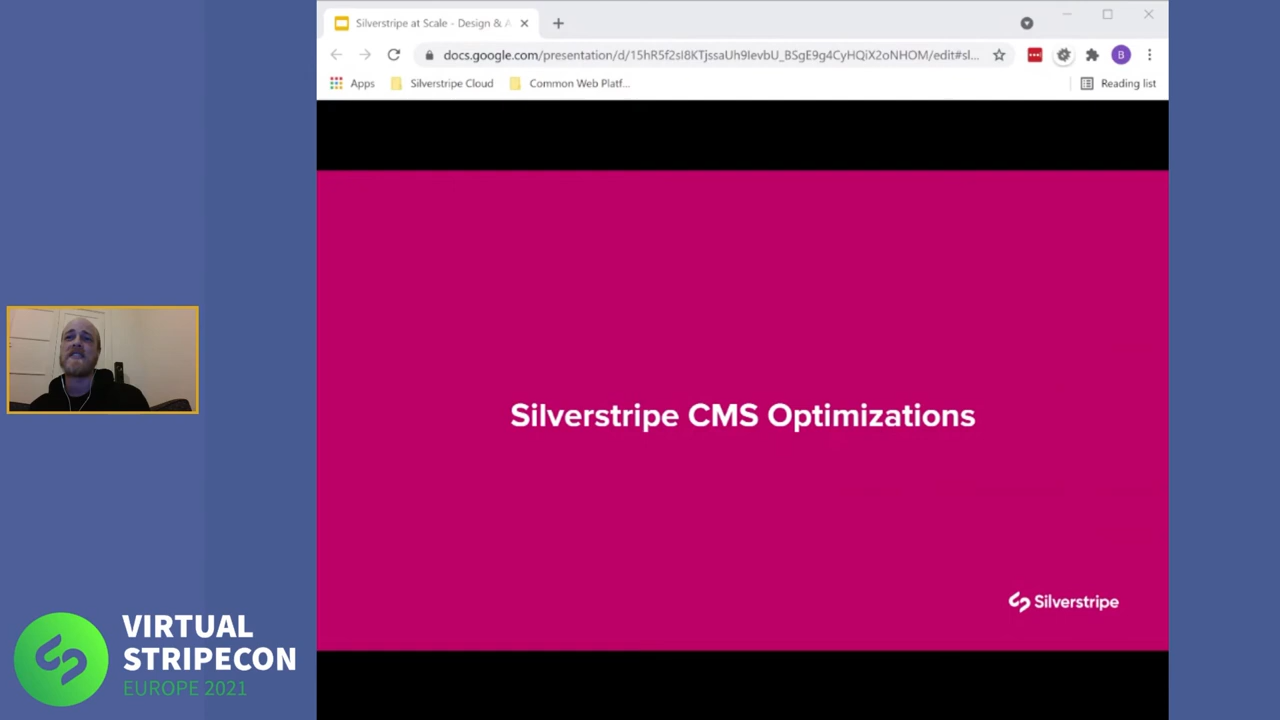 Silverstripe at Scale - Design & A
docs.google.com/presentation/d/15hR5f2sI8KTjssaUh9IevbU_BSgE9g4CyHQiX2oNHOM/edit#sl...
B
Apps
Silverstripe Cloud
Common Web Platf...
Reading list
Silverstripe CMS Optimizations
Silverstripe
VIRTUAL
STRIPECON
EUROPE 2021